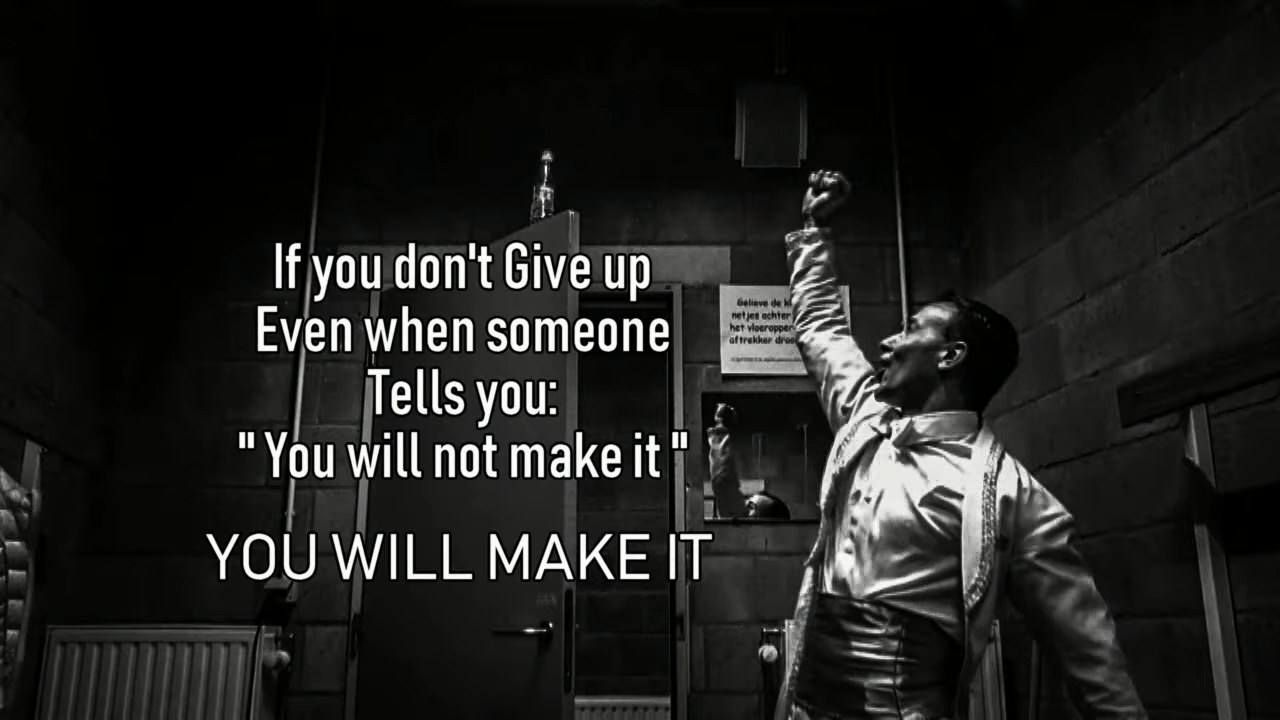 If you don't Give up
Even when someone
Tells you:
" You will not make it "
YOU WILL MAKE IT
Gelieve de
netjes achter
het vloeropper-
aftrekker